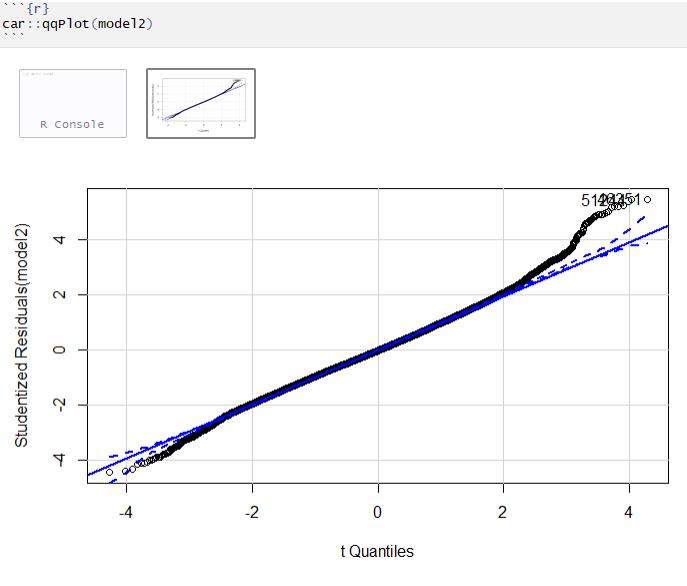 ```{r}
car::qqPlot(model2)
```
R Console
Studentized Residuals(model2)
4
2
0
-2
-4
-4
-2
0
2
4
t Quantiles